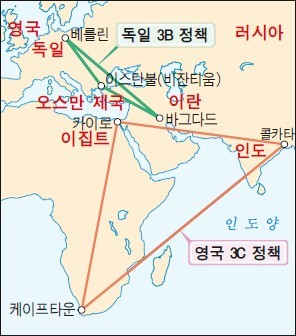 영국
베를린
독일
독일 3B 정책
러시아
이스탄불(비잔티움)
오스만 제국
이란
카이로
바그다드
이집트
콜카타
인도
인 도 양
영국 3C 정책
케이프타운